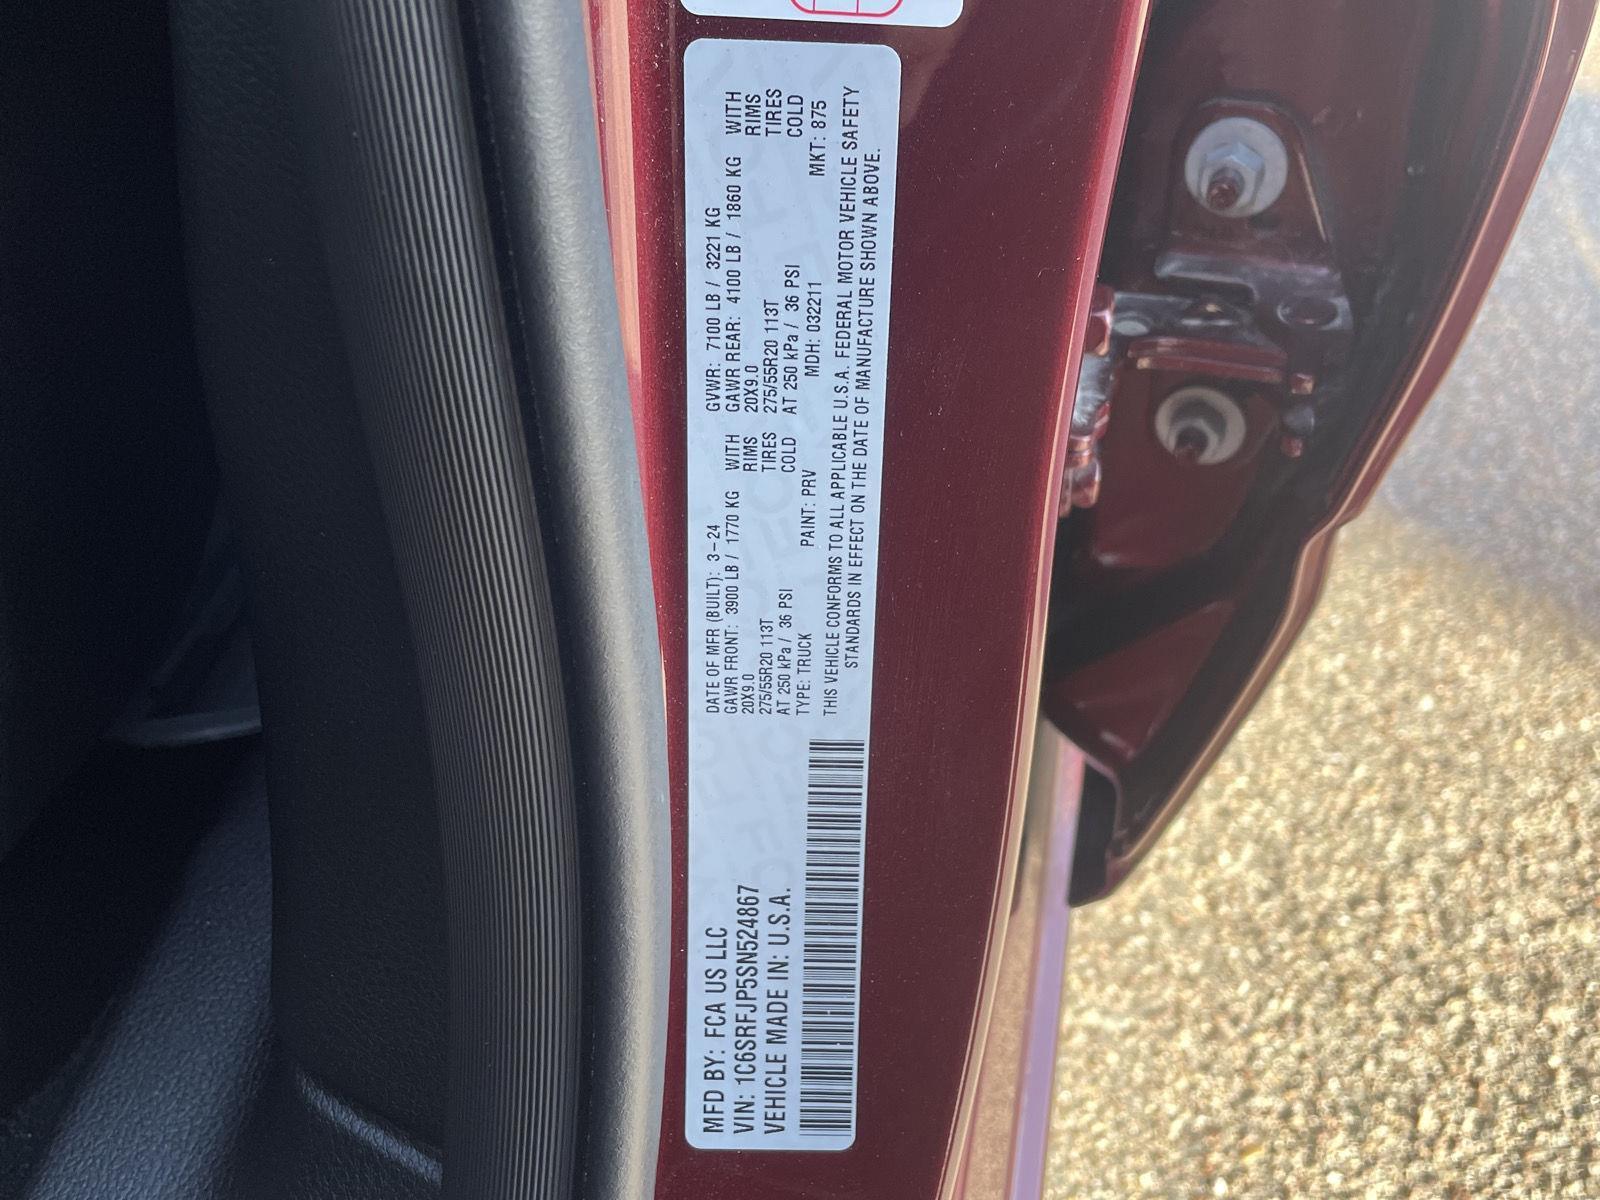 MFD BY: FCA US LLC
VIN: 1C6SRFJP5SN524867
VEHICLE MADE IN: U.S.A.
DATE OF MFR (BUILT): 3-24 GVWR: 7100 LB / 3221 KG
GAWR FRONT: 3900 LB / 1770 KG WITH GAWR REAR: 4100 LB / 1860 KG WITH
20X9.0 RIMS 20X9.0 RIMS
275/55R20 113T TIRES 275/55R20 113T TIRES
AT 250 kPa / 36 PSI COLD AT 250 kPa / 36 PSI COLD
TYPE: TRUCK PAINT: PRV MDH: 032211 MKT: 875
THIS VEHICLE CONFORMS TO ALL APPLICABLE U.S.A. FEDERAL MOTOR VEHICLE SAFETY
STANDARDS IN EFFECT ON THE DATE OF MANUFACTURE SHOWN ABOVE.